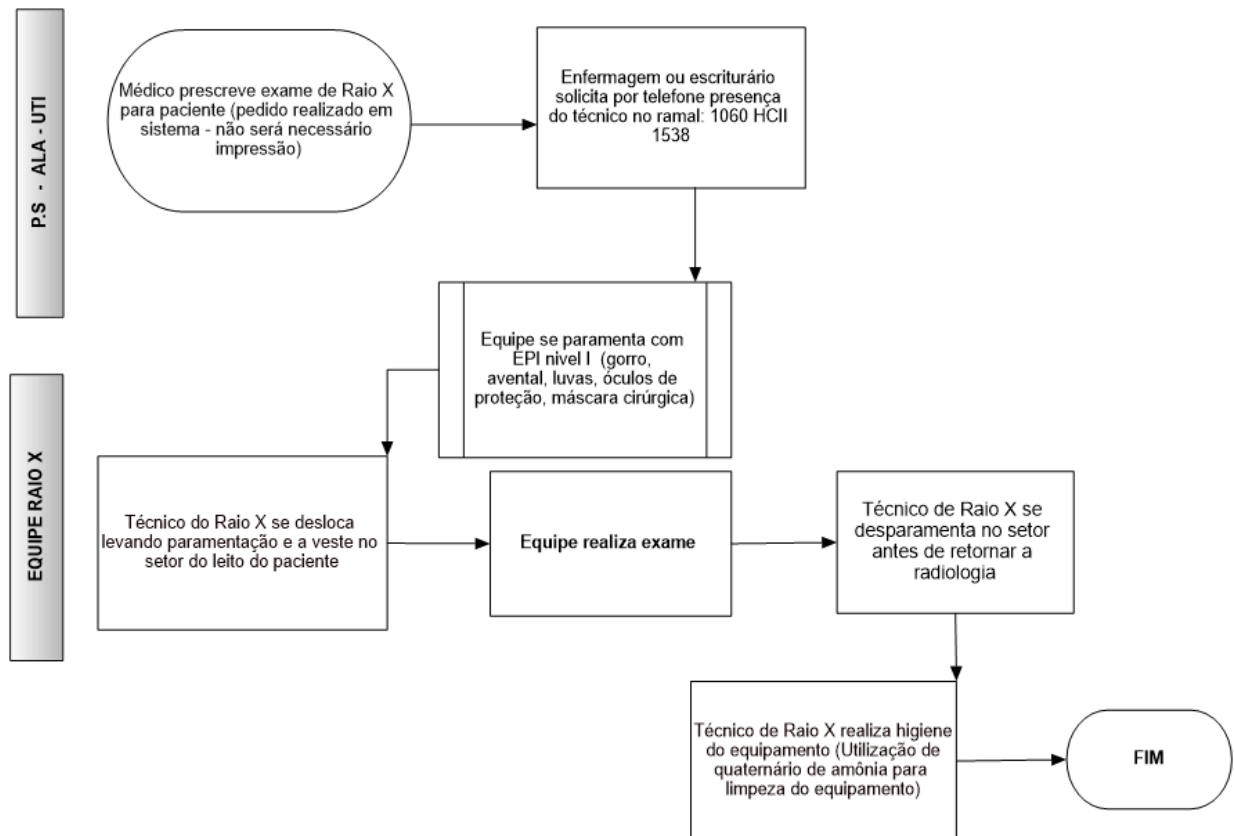 P.S - ALA - UTI
Médico prescreve exame de Raio X
para paciente (pedido realizado em
sistema - não será necessário
impressão)
Enfermagem ou escriturário
solicita por telefone presença
do técnico no ramal: 1060 HCII
1538
Equipe se paramenta com
EPI nivel I (gorro,
avental, luvas, óculos de
proteção, máscara cirúrgica)
EQUIPE RAIO X
Técnico do Raio X se desloca
levando paramentação e a veste no
setor do leito do paciente
Equipe realiza exame
Técnico de Raio X se
desparamenta no setor
antes de retornar a
radiologia
Técnico de Raio X realiza higiene
do equipamento (Utilização de
quaternário de amônia para
limpeza do equipamento)
FIM